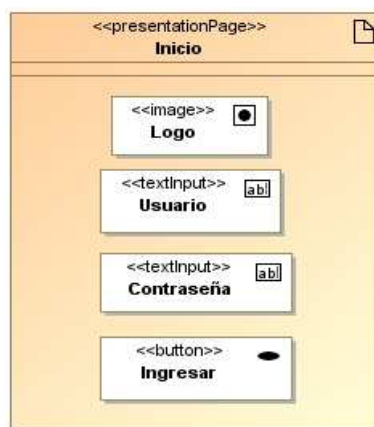 <<presentationPage>>
Inicio
<<image>>
Logo
<<textInput>>
Usuario
abl
<<textInput>>
Contraseña
abl
<<button>>
Ingresar